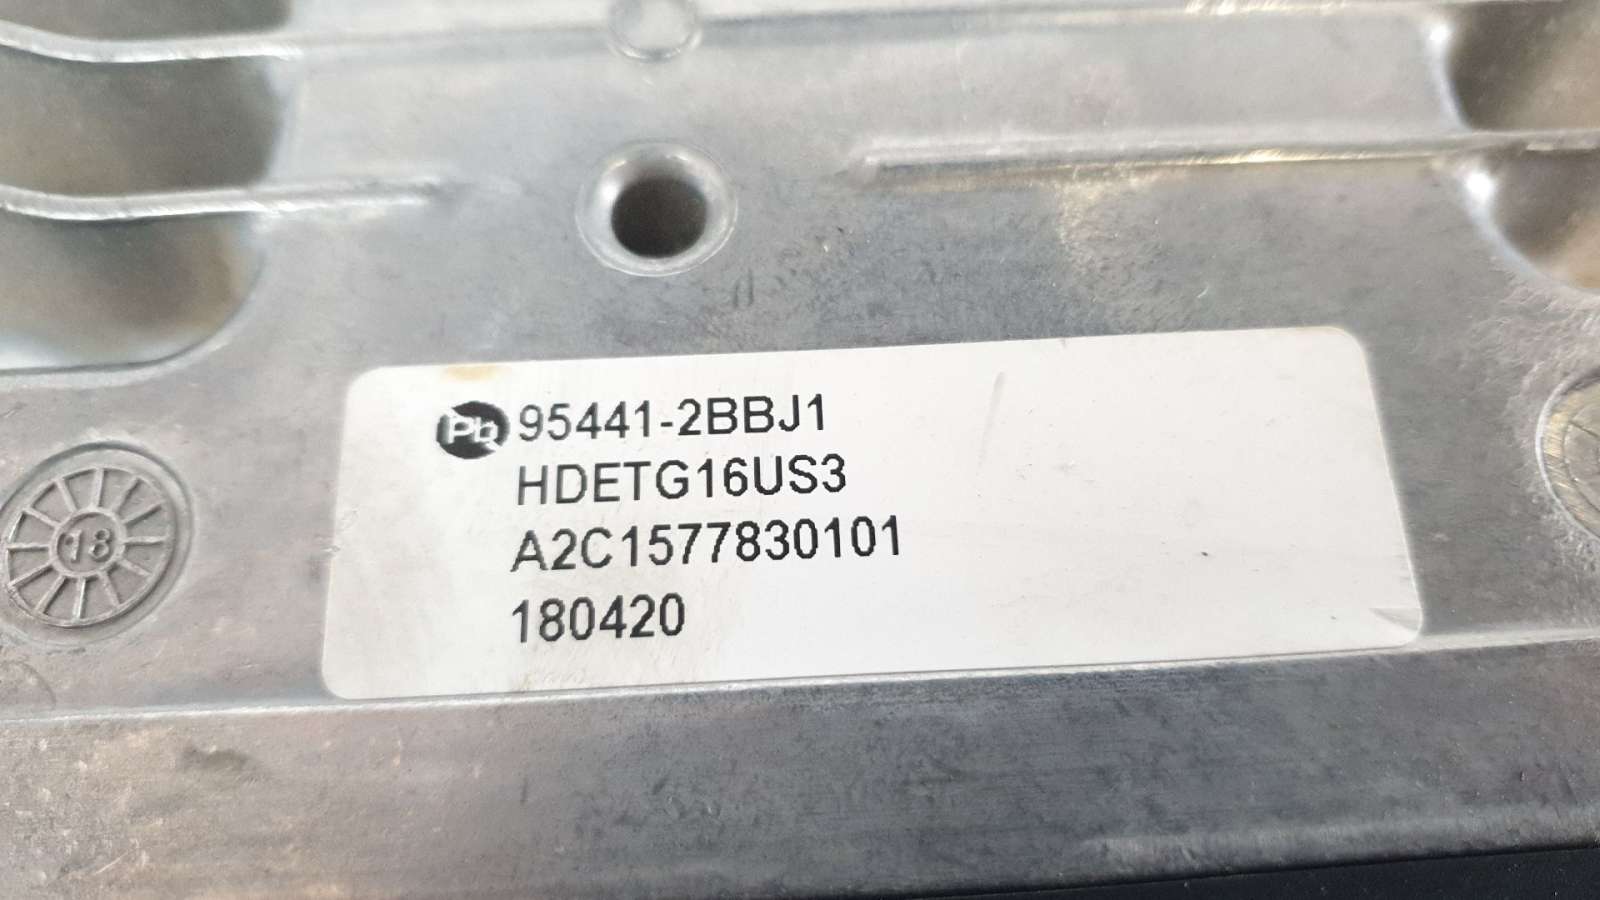 Pb 95441-2BBJ1
HDETG16US3
A2C1577830101
180420
18